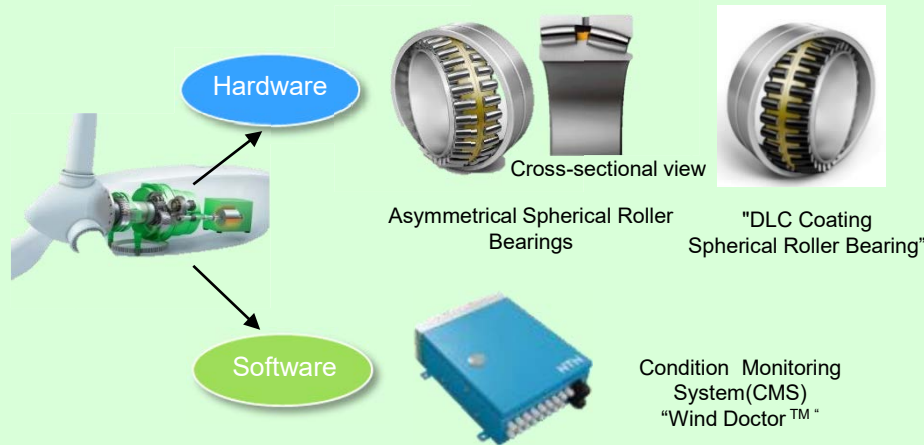 Hardware
Cross-sectional view
Asymmetrical Spherical Roller
Bearings
"DLC Coating
Spherical Roller Bearing”
Software
NTN
Condition Monitoring
System(CMS)
“Wind Doctor™“